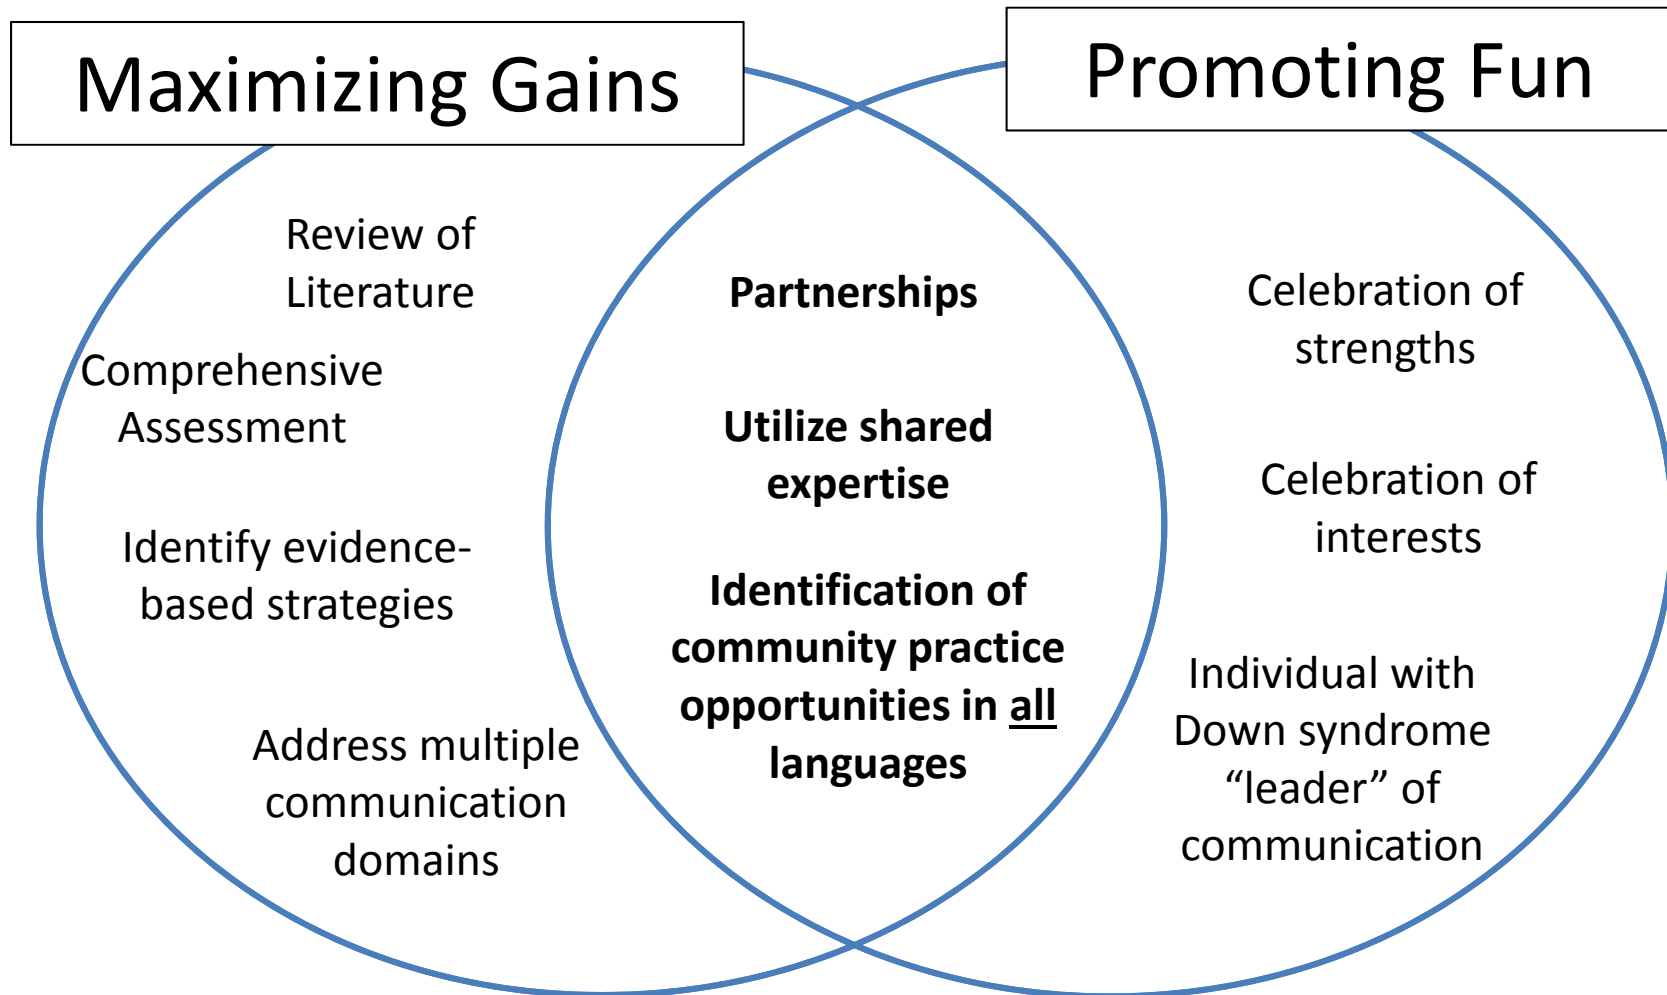 Maximizing Gains
Promoting Fun
Review of
Literature
Comprehensive
Assessment
Identify evidence-
based strategies
Address multiple
communication
domains
Partnerships
Utilize shared
expertise
Identification of
community practice
opportunities in all
languages
Celebration of
strengths
Celebration of
interests
Individual with
Down syndrome
“leader” of
communication